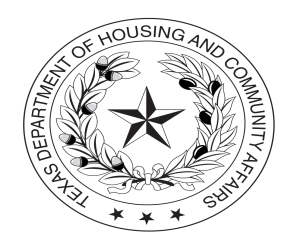 TEXAS DEPARTMENT OF HOUSING AND COMMUNITY AFFAIRS